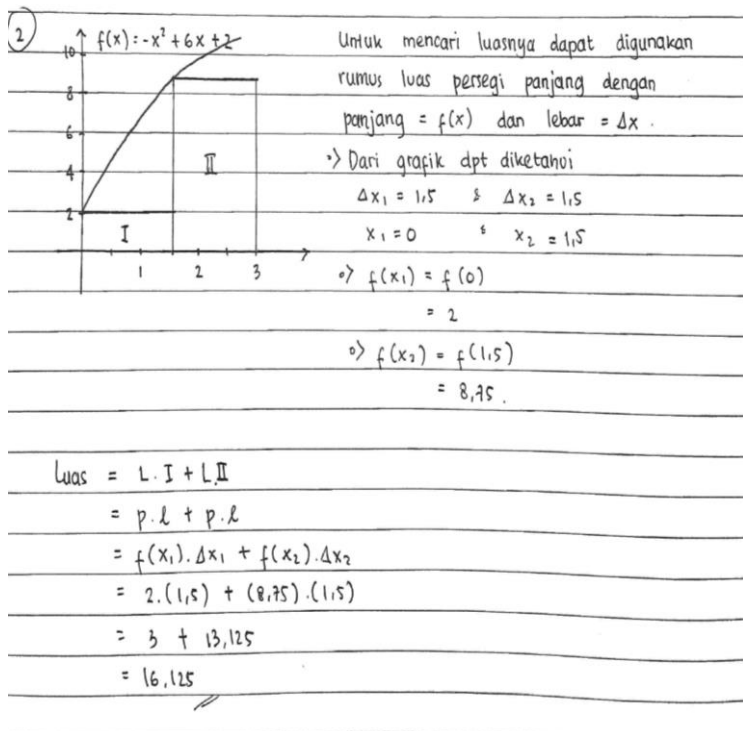 2
f(x) = -x² + 6x + 2
10
8
6
4
2
I
II
1 2 3
Untuk mencari luasnya dapat digunakan
rumus luas persegi panjang dengan
panjang = f(x) dan lebar = Δx .
•> Dari grafik dpt diketahui
Δx₁ = 1,5 & Δx₂ = 1,5
x₁ = 0 & x₂ = 1,5
•> f(x₁) = f(0)
= 2
•> f(x₂) = f(1,5)
= 8,75 .
Luas = L. I + L.II
= p.l + p.l
= f(x₁).Δx₁ + f(x₂).Δx₂
= 2.(1,5) + (8,75).(1,5)
= 3 + 13,125
= 16,125